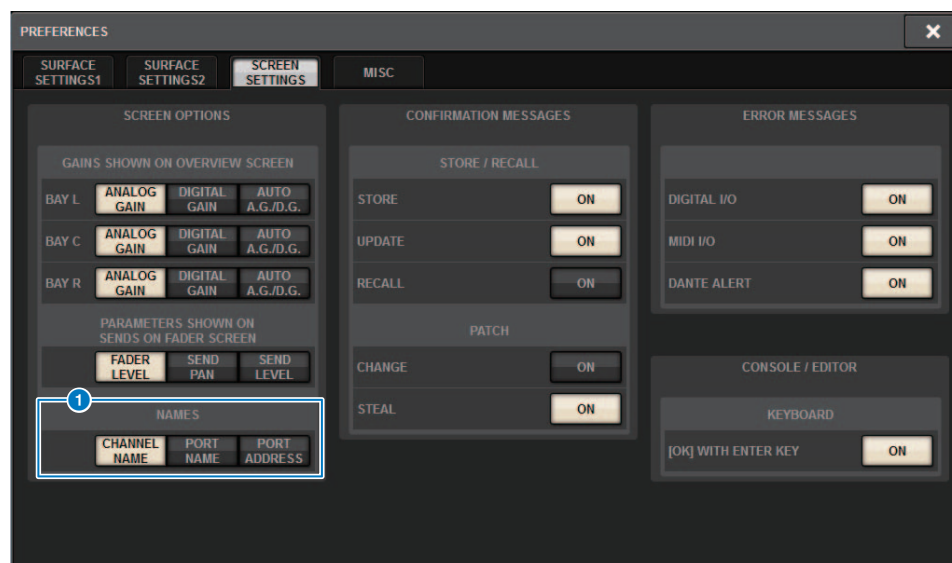 PREFERENCES
SURFACE SETTINGS1
SURFACE SETTINGS2
SCREEN SETTINGS
MISC
SCREEN OPTIONS
GAINS SHOWN ON OVERVIEW SCREEN
BAY L
ANALOG GAIN
DIGITAL GAIN
AUTO A.G./D.G.
BAY C
ANALOG GAIN
DIGITAL GAIN
AUTO A.G./D.G.
BAY R
ANALOG GAIN
DIGITAL GAIN
AUTO A.G./D.G.
PARAMETERS SHOWN ON
SENDS ON FADER SCREEN
FADER LEVEL
SEND PAN
SEND LEVEL
1
NAMES
CHANNEL NAME
PORT NAME
PORT ADDRESS
CONFIRMATION MESSAGES
STORE / RECALL
STORE ON
UPDATE ON
RECALL ON
PATCH
CHANGE ON
STEAL ON
ERROR MESSAGES
DIGITAL I/O ON
MIDI I/O ON
DANTE ALERT ON
CONSOLE / EDITOR
KEYBOARD
[OK] WITH ENTER KEY ON